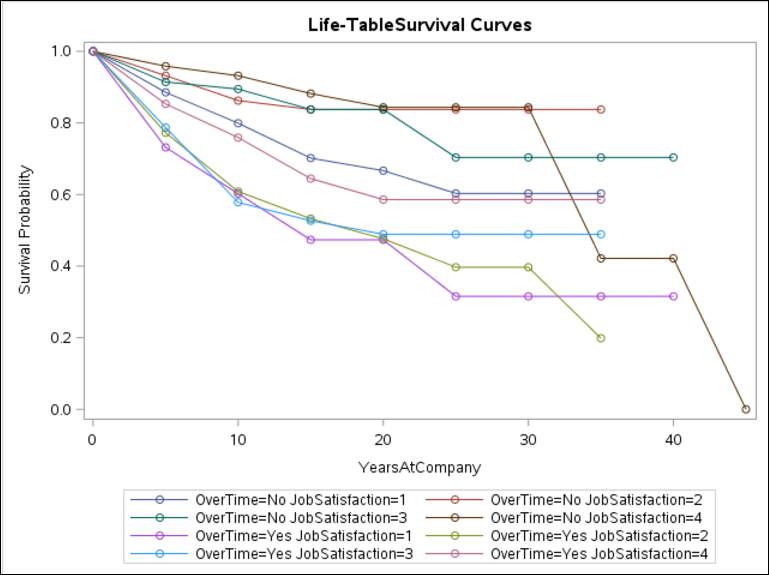 Life-TableSurvival Curves
1.0
0.8
0.6
0.4
0.2
0.0
Survival Probability
0 10 20 30 40
YearsAtCompany
OverTime=No JobSatisfaction=1 OverTime=No JobSatisfaction=2
OverTime=No JobSatisfaction=3 OverTime=No JobSatisfaction=4
OverTime=Yes JobSatisfaction=1 OverTime=Yes JobSatisfaction=2
OverTime=Yes JobSatisfaction=3 OverTime=Yes JobSatisfaction=4